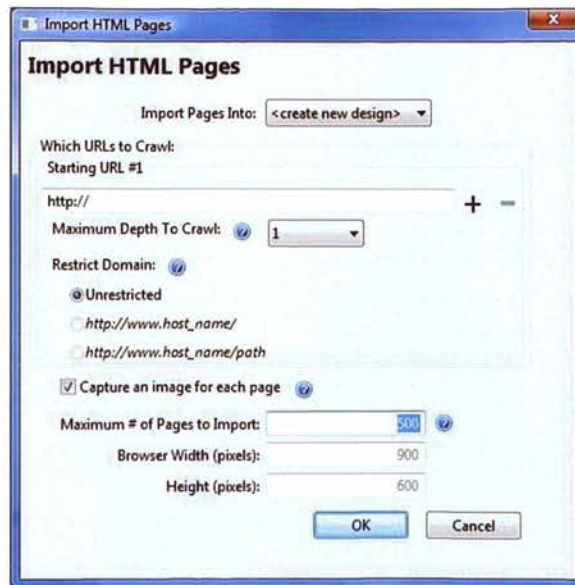 Import HTML Pages
Import HTML Pages
Import Pages Into: <create new design>
Which URLs to Crawl:
Starting URL #1
http://
Maximum Depth To Crawl: ? 1
Restrict Domain: ?
Unrestricted
http://www.host_name/
http://www.host_name/path
Capture an image for each page ?
Maximum # of Pages to Import: 500 ?
Browser Width (pixels): 900
Height (pixels): 600
OK Cancel